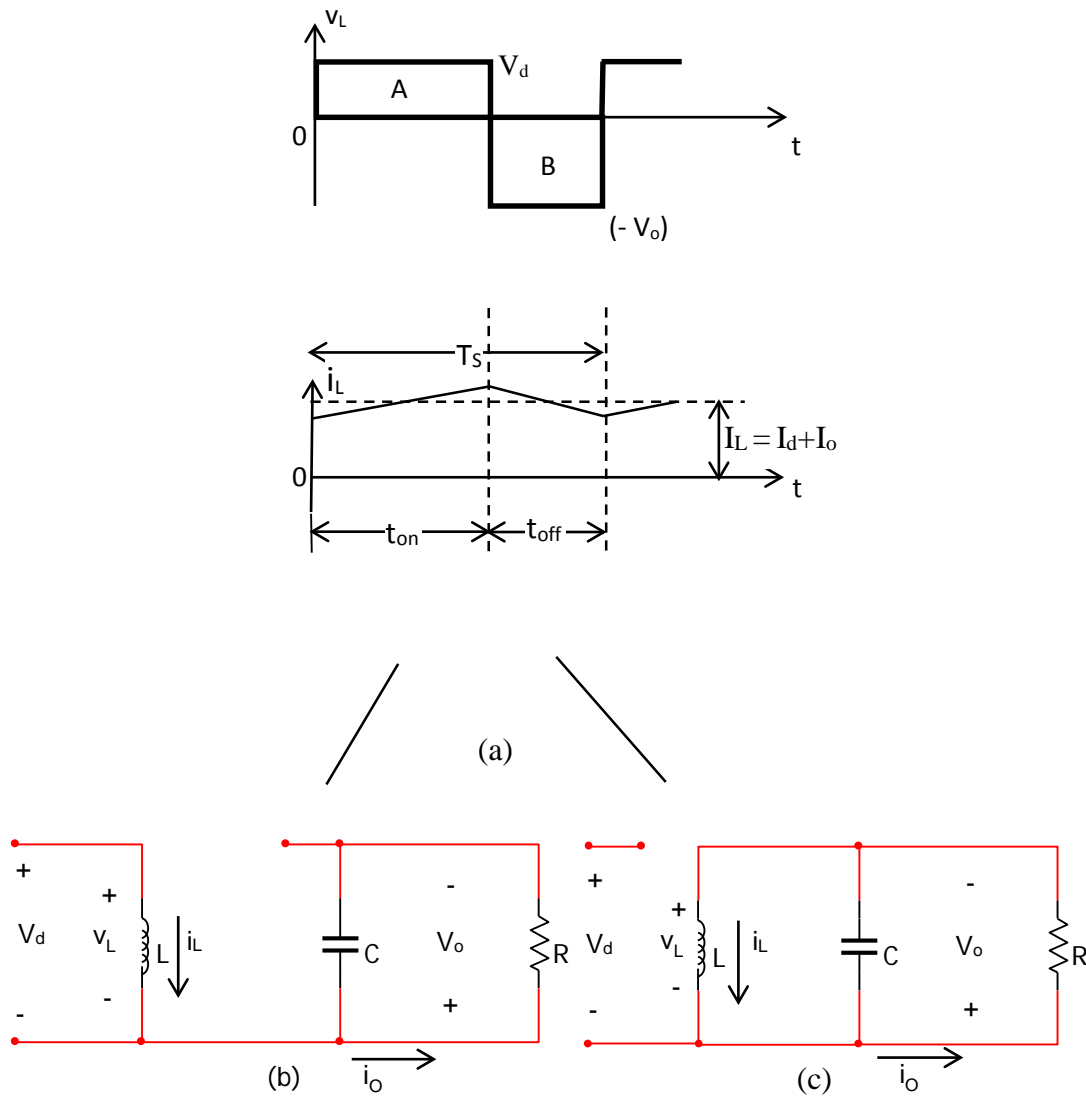 vL
Vd
A
0
t
B
(- Vo)
TS
iL
IL = Id+Io
0
t
ton
toff
(a)
+
+
-
Vd
vL
L
iL
C
Vo
R
-
-
+
(b)
iO
+
+
-
Vd
vL
L
iL
C
Vo
R
-
-
+
iO
(c)